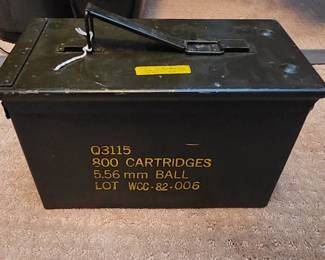 Q3115
800 CARTRIDGES
5.56 mm BALL
LOT WCC-82-006